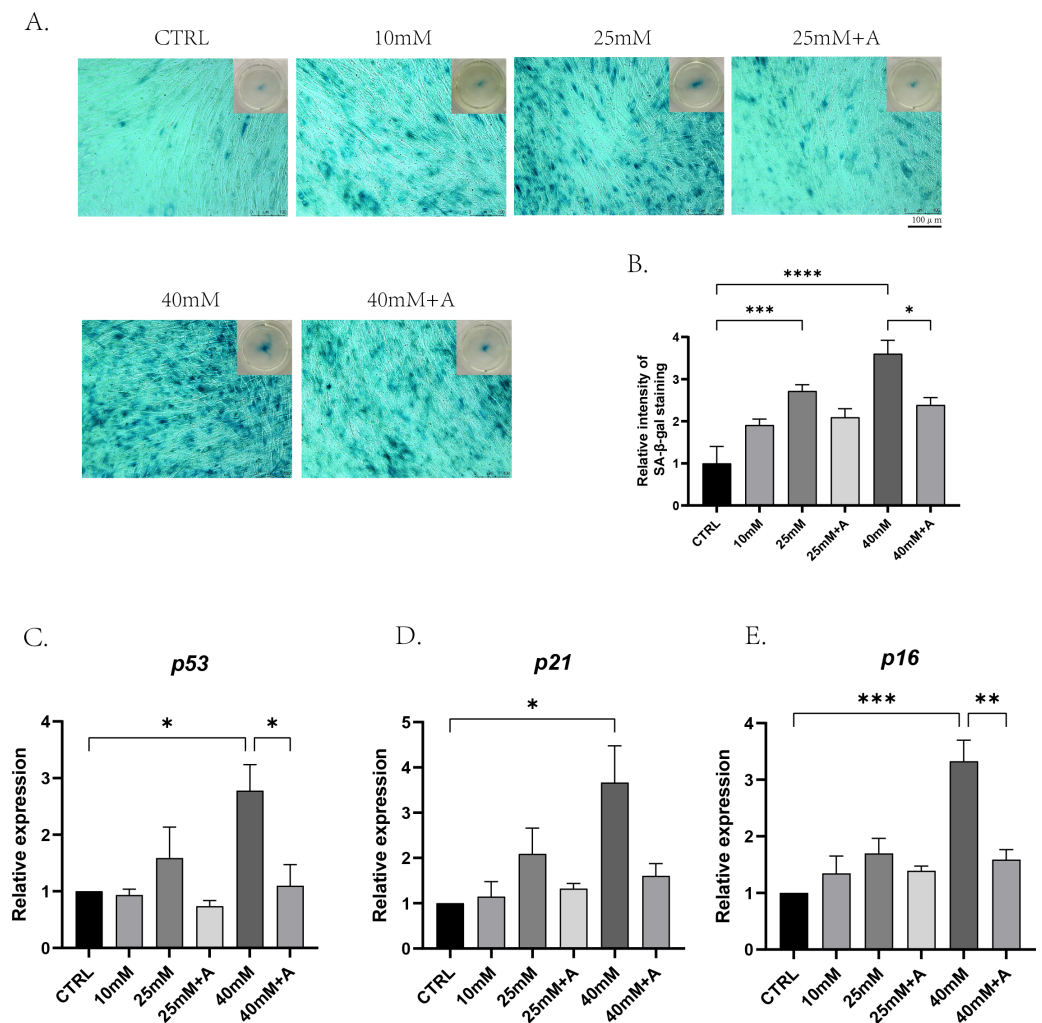 A.
CTRL
10mM
25mM
25mM+A
100 μm
40mM
40mM+A
B.
****
***
*
Relative intensity of
SA-β-gal staining
4
3
2
1
0
CTRL
10mM
25mM
25mM+A
40mM
40mM+A
C.
p53
*
*
Relative expression
4
3
2
1
0
CTRL
10mM
25mM
25mM+A
40mM
40mM+A
D.
p21
*
Relative expression
5
4
3
2
1
0
CTRL
10mM
25mM
25mM+A
40mM
40mM+A
E.
p16
***
**
Relative expression
4
3
2
1
0
CTRL
10mM
25mM
25mM+A
40mM
40mM+A